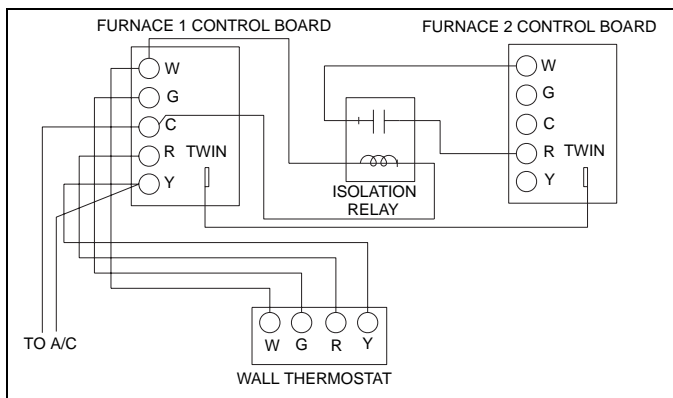 FURNACE 1 CONTROL BOARD
W
G
C
R TWIN
Y
FURNACE 2 CONTROL BOARD
W
G
C
R TWIN
Y
ISOLATION
RELAY
TO A/C
W G R Y
WALL THERMOSTAT